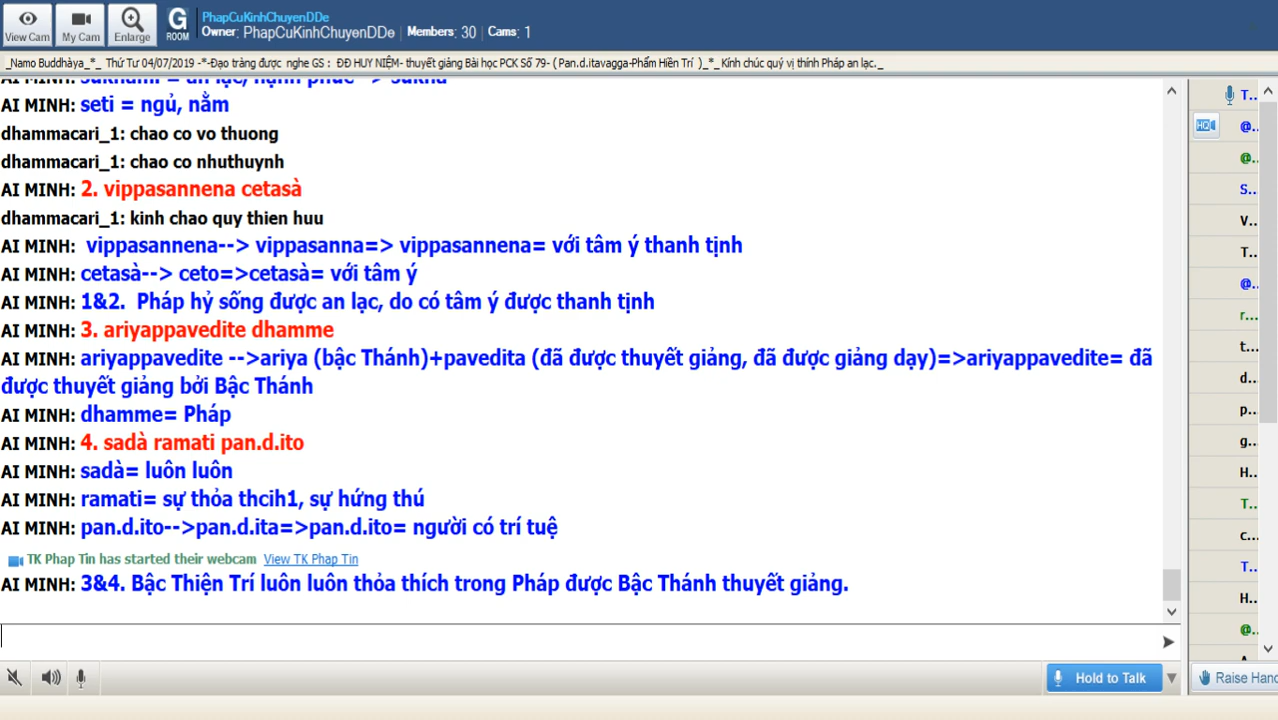 View Cam
My Cam
Enlarge
G
ROOM
PhapCuKinhChuyenDDe
Owner: PhapCuKinhChuyenDDe Members: 30 Cams: 1
_Namo Buddhàya_*_ Thứ Tư 04/07/2019 -*-Đạo tràng được nghe GS : ĐĐ HUY NIỆM- thuyết giảng Bài học PCK Số 79- ( Pan.d.itavagga-Phẩm Hiền Trí )_*_Kính chúc quý vị thính Pháp an lạc._
AI MINH: sukhami = an lạc, hạnh phúc --> sukha
AI MINH: seti = ngủ, nằm
dhammacari_1: chao co vo thuong
dhammacari_1: chao co nhuthuynh
AI MINH: 2. vippasannena cetasà
dhammacari_1: kinh chao quy thien huu
AI MINH: vippasannena--> vippasanna=> vippasannena= với tâm ý thanh tịnh
AI MINH: cetasà--> ceto=>cetasà= với tâm ý
AI MINH: 1&2. Pháp hỷ sống được an lạc, do có tâm ý được thanh tịnh
AI MINH: 3. ariyappavedite dhamme
AI MINH: ariyappavedite -->ariya (bậc Thánh)+pavedita (đã được thuyết giảng, đã được giảng dạy)=>ariyappavedite= đã
được thuyết giảng bởi Bậc Thánh
AI MINH: dhamme= Pháp
AI MINH: 4. sadà ramati pan.d.ito
AI MINH: sadà= luôn luôn
AI MINH: ramati= sự thỏa thcih1, sự hứng thú
AI MINH: pan.d.ito-->pan.d.ita=>pan.d.ito= người có trí tuệ
TK Phap Tin has started their webcam View TK Phap Tin
AI MINH: 3&4. Bậc Thiện Trí luôn luôn thỏa thích trong Pháp được Bậc Thánh thuyết giảng.
T..
HQ
@..
@..
S..
V..
T..
@..
r...
t...
d...
p...
g...
H..
T..
c...
T..
H..
@..
Hold to Talk
Raise Hand